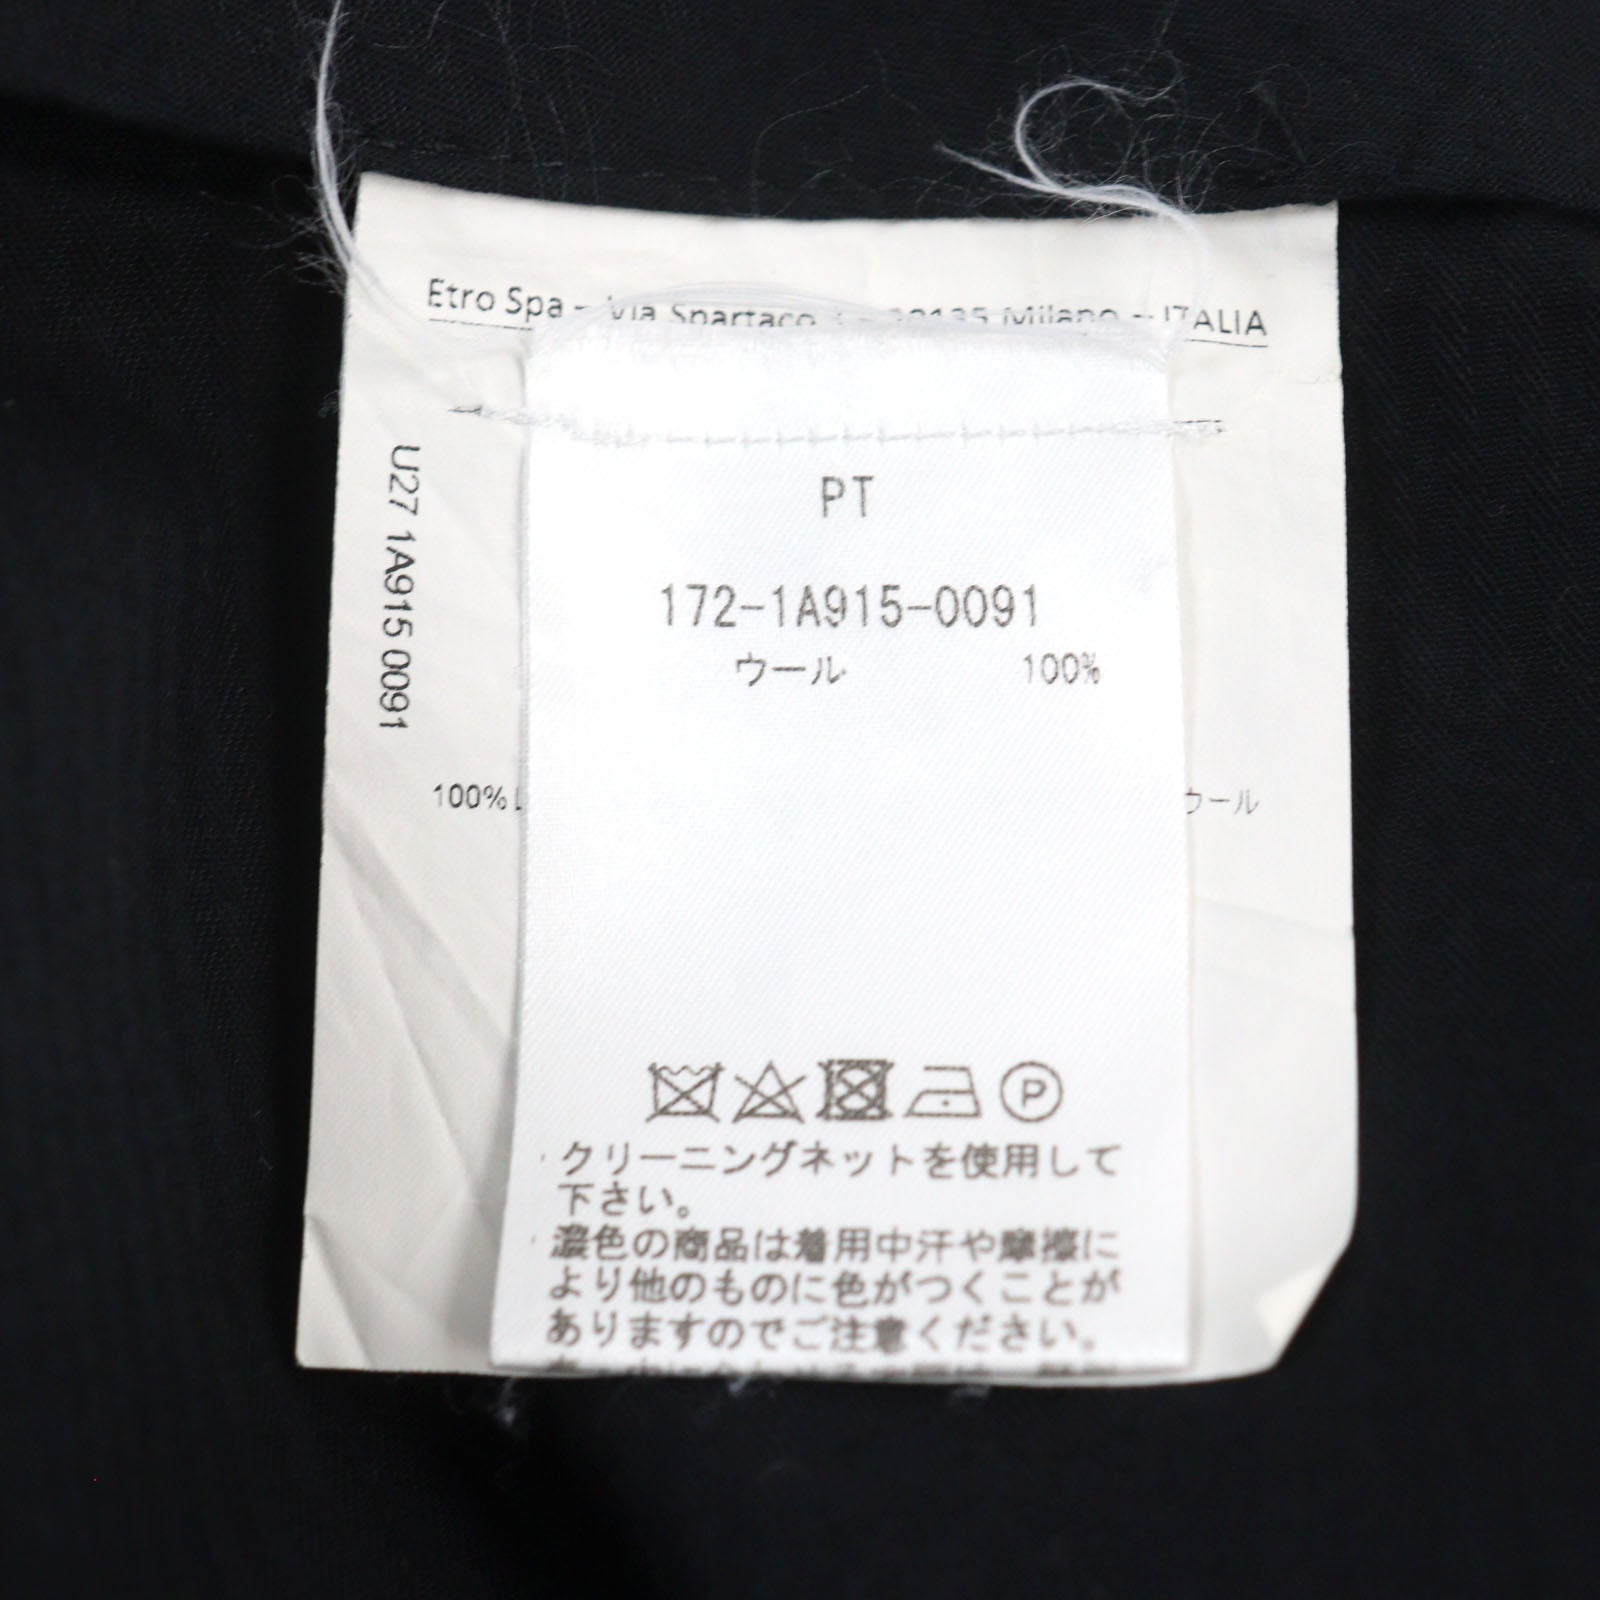 Etro Spa – Via Spartaco – 20135 Milano – ITALIA
PT
172-1A915-0091
ウール 100%
U27 1A915 0091
100%
ウール
P
クリーニングネットを使用して
下さい。
濃色の商品は着用中汗や摩擦に
より他のものに色がつくことが
ありますのでご注意ください。